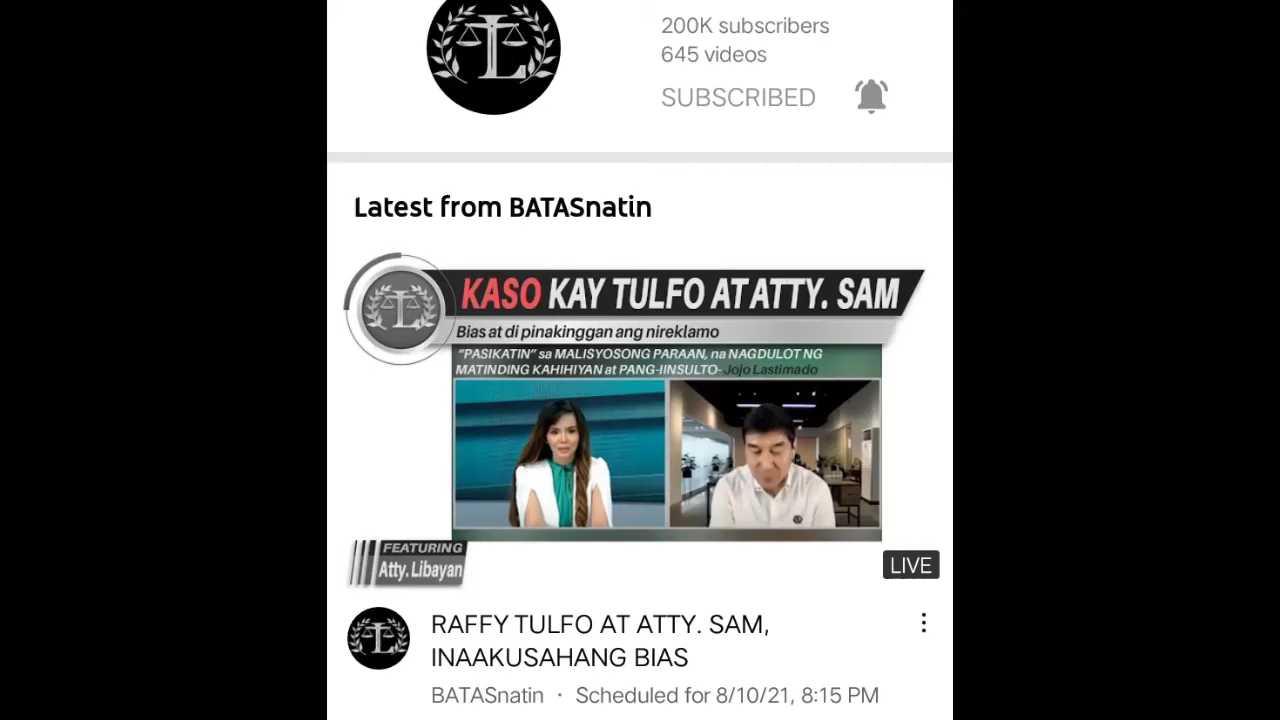 200K subscribers
645 videos
SUBSCRIBED
Latest from BATASnatin
KASO KAY TULFO AT ATTY. SAM
Bias at di pinakinggan ang nireklamo
"PASIKATIN" sa MALISYOSONG PARAAN, na NAGDULOT NG
MATINDING KAHIHIYAN at PANG-IINSULTO- Jojo Lastimado
FEATURING
Atty. Libayan
LIVE
RAFFY TULFO AT ATTY. SAM,
INAAKUSAHANG BIAS
BATASnatin · Scheduled for 8/10/21, 8:15 PM